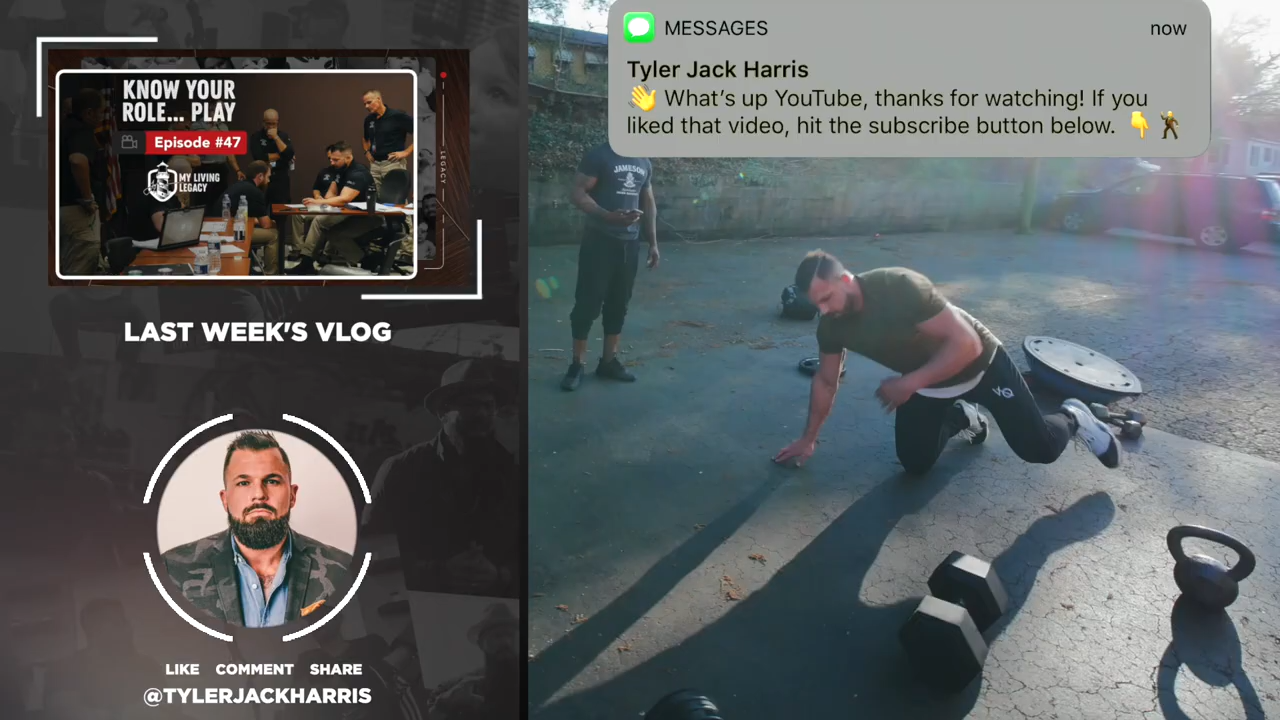 KNOW YOUR
ROLE... PLAY
Episode #47
MY LIVING
LEGACY
LEGACY
LAST WEEK'S VLOG
LIKE COMMENT SHARE
@TYLERJACKHARRIS
MESSAGES now
Tyler Jack Harris
👋 What's up YouTube, thanks for watching! If you
liked that video, hit the subscribe button below. 👇 🕺
JAMESON